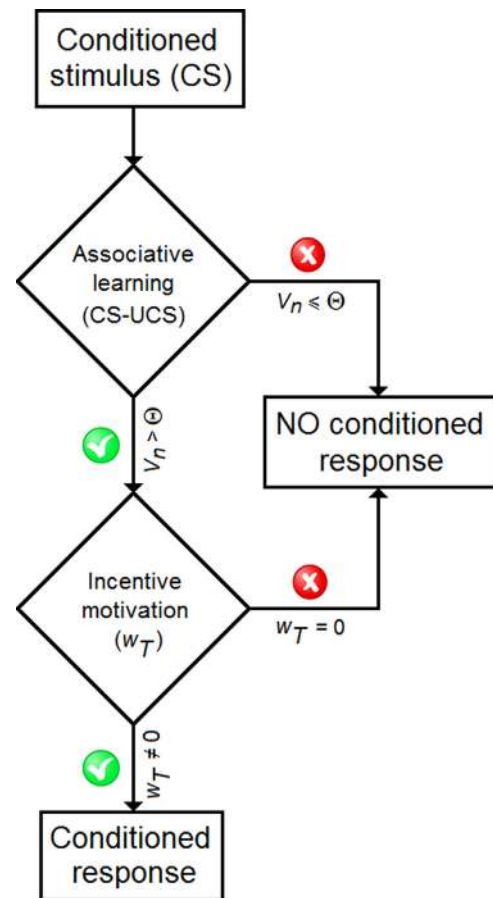 Conditioned
stimulus (CS)
Associative
learning
(CS-UCS)
Vn ⩽ Θ
Vn > Θ
NO conditioned
response
Incentive
motivation
(wT)
wT = 0
wT ≠ 0
Conditioned
response